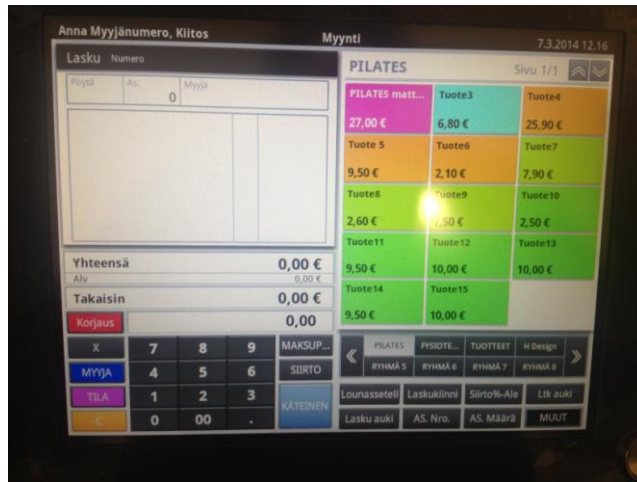 Anna Myyjänumero, Kiitos
Myynti
7.3.2014 12.16
Lasku Numero
Pöytä As. Myyjä
0
Yhteensä 0,00 €
Alv 0,00 €
Takaisin 0,00 €
Korjaus 0,00
X 7 8 9 MAKSUP...
MYYJA 4 5 6 SIIRTO
TILA 1 2 3 KÄTEINEN
C 0 00 .
PILATES Sivu 1/1
PILATES matt... Tuote3 Tuote4
27,00 € 6,80 € 25,90 €
Tuote 5 Tuote6 Tuote7
9,50 € 2,10 € 7,90 €
Tuote8 Tuote9 Tuote10
2,60 € ,50 € 2,50 €
Tuote11 Tuote12 Tuote13
9,50 € 10,00 € 10,00 €
Tuote14 Tuote15
9,50 € 10,00 €
PILATES FYSIOTE... TUOTTEET H Design
RYHMÄ 5 RYHMÄ 6 RYHMÄ 7 RYHMÄ 8
Lounasseteli Laskukiinni Siirto%-Ale Ltk auki
Lasku auki AS. Nro. AS. Määrä MUUT